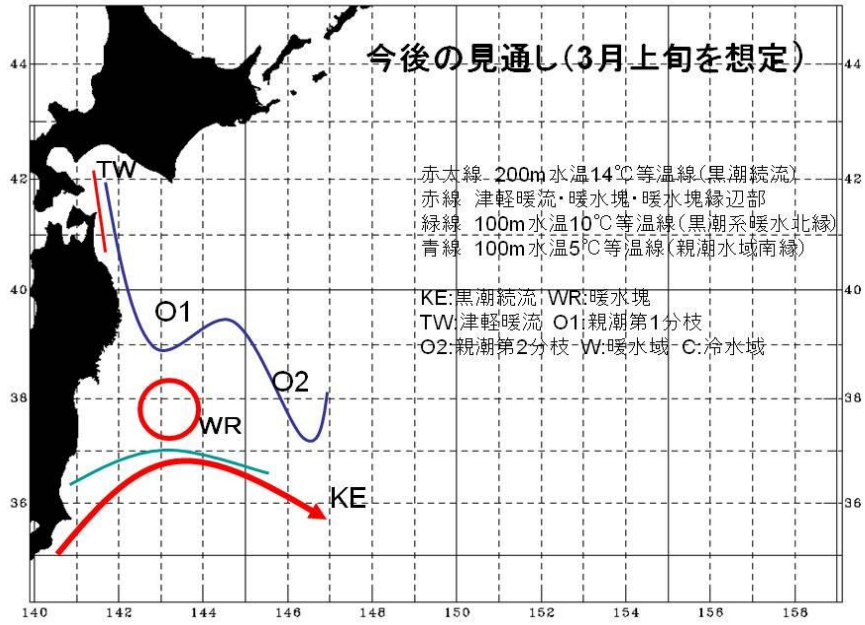 今後の見通し(3月上旬を想定)
44
TW
42
赤太線 200m水温14℃等温線(黒潮続流)
赤線 津軽暖流・暖水塊・暖水塊縁辺部
緑線 100m水温10℃等温線(黒潮系暖水北縁)
青線 100m水温5℃等温線(親潮水域南縁)
40
O1
KE:黒潮続流 WR:暖水塊
TW:津軽暖流 O1:親潮第1分枝
O2:親潮第2分枝 W:暖水域 C:冷水域
O2
38
WR
KE
36
140 142 144 146 148 150 152 154 156 158